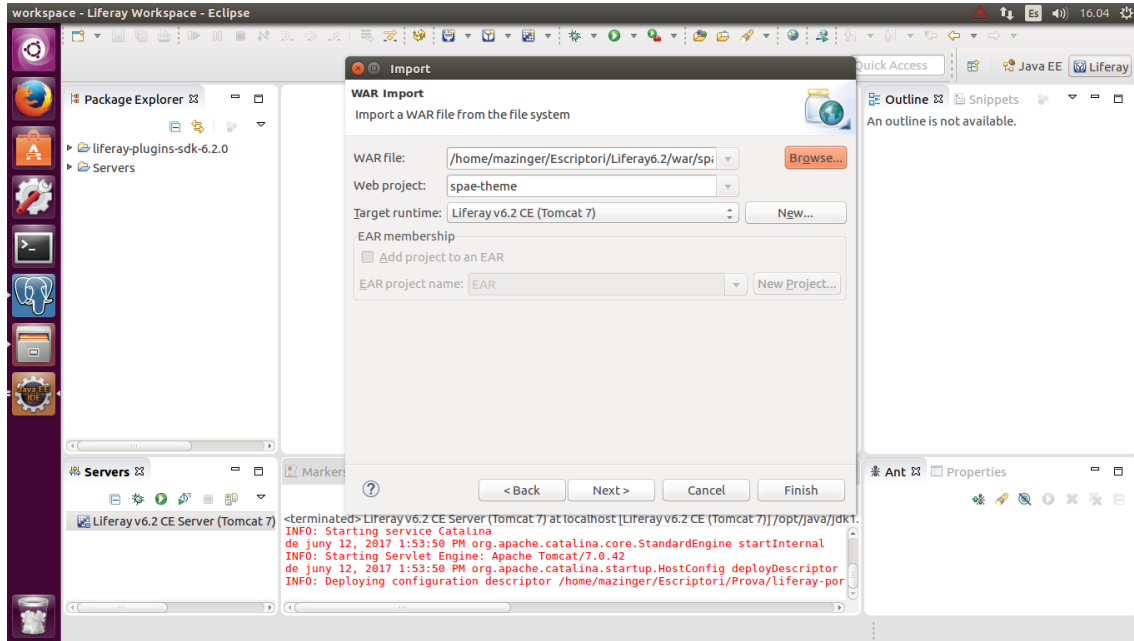 workspace - Liferay Workspace - Eclipse
Es
16.04
Quick Access
Java EE
Liferay
Package Explorer
liferay-plugins-sdk-6.2.0
Servers
Import
WAR Import
Import a WAR file from the file system
WAR file:
/home/mazinger/Escriptori/Liferay6.2/war/spa
Browse...
Web project:
spae-theme
Target runtime:
Liferay v6.2 CE (Tomcat 7)
New...
EAR membership
Add project to an EAR
EAR project name:
EAR
New Project...
< Back
Next >
Cancel
Finish
Outline
Snippets
An outline is not available.
Java EE
IDE
Servers
Liferay v6.2 CE Server (Tomcat 7)
Markers
<terminated> Liferay v6.2 CE Server (Tomcat 7) at localhost [Liferay v6.2 CE (Tomcat 7)] /opt/java/jdk1.
INFO: Starting service Catalina
de juny 12, 2017 1:53:50 PM org.apache.catalina.core.StandardEngine startInternal
INFO: Starting Servlet Engine: Apache Tomcat/7.0.42
de juny 12, 2017 1:53:50 PM org.apache.catalina.startup.HostConfig deployDescriptor
INFO: Deploying configuration descriptor /home/mazinger/Escriptori/Prova/liferay-por
Ant
Properties